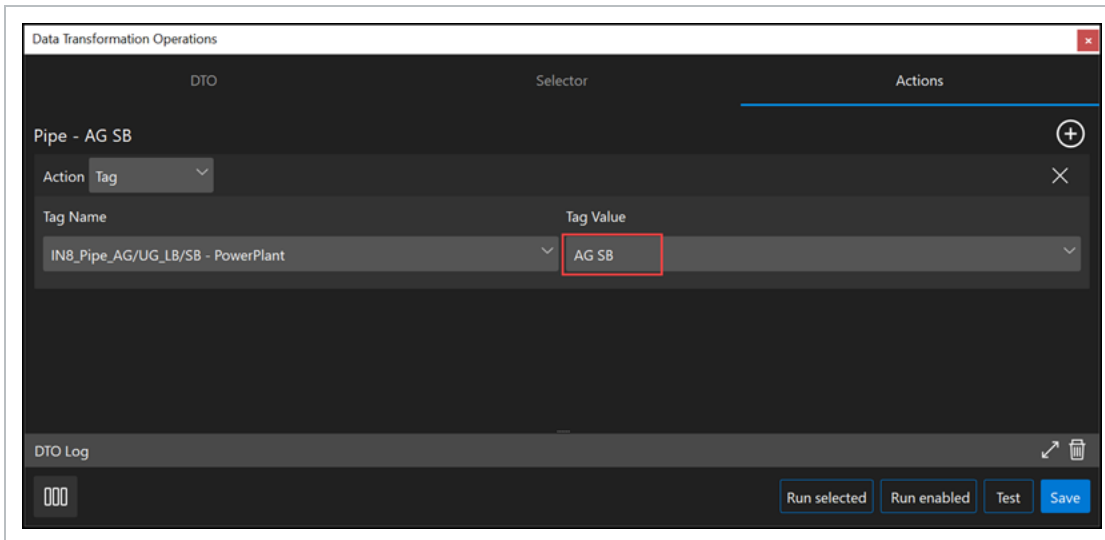 Data Transformation Operations
DTO Selector Actions
Pipe - AG SB
Action Tag
Tag Name Tag Value
IN8_Pipe_AG/UG_LB/SB - PowerPlant AG SB
DTO Log
Run selected Run enabled Test Save